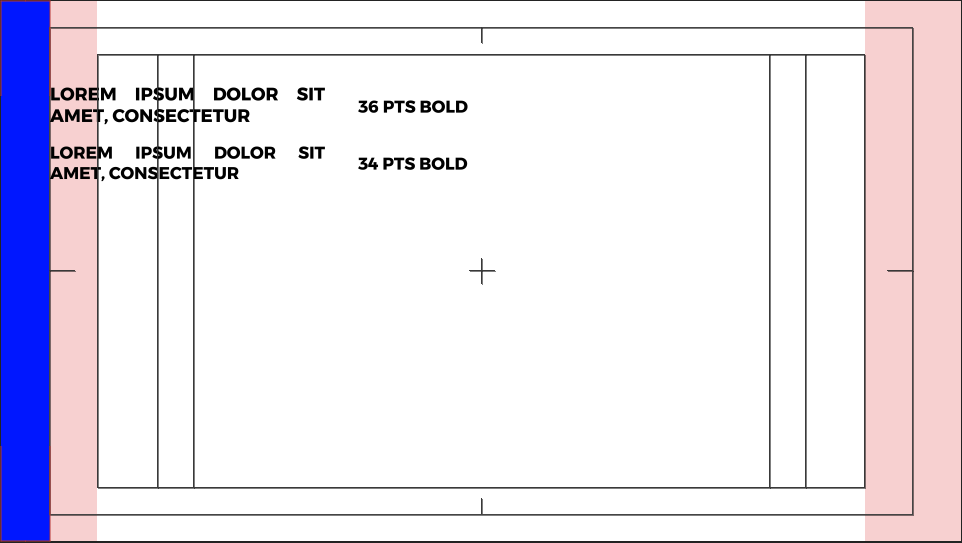 LOREM IPSUM DOLOR SIT
AMET, CONSECTETUR
36 PTS BOLD
LOREM IPSUM DOLOR SIT
AMET, CONSECTETUR
34 PTS BOLD